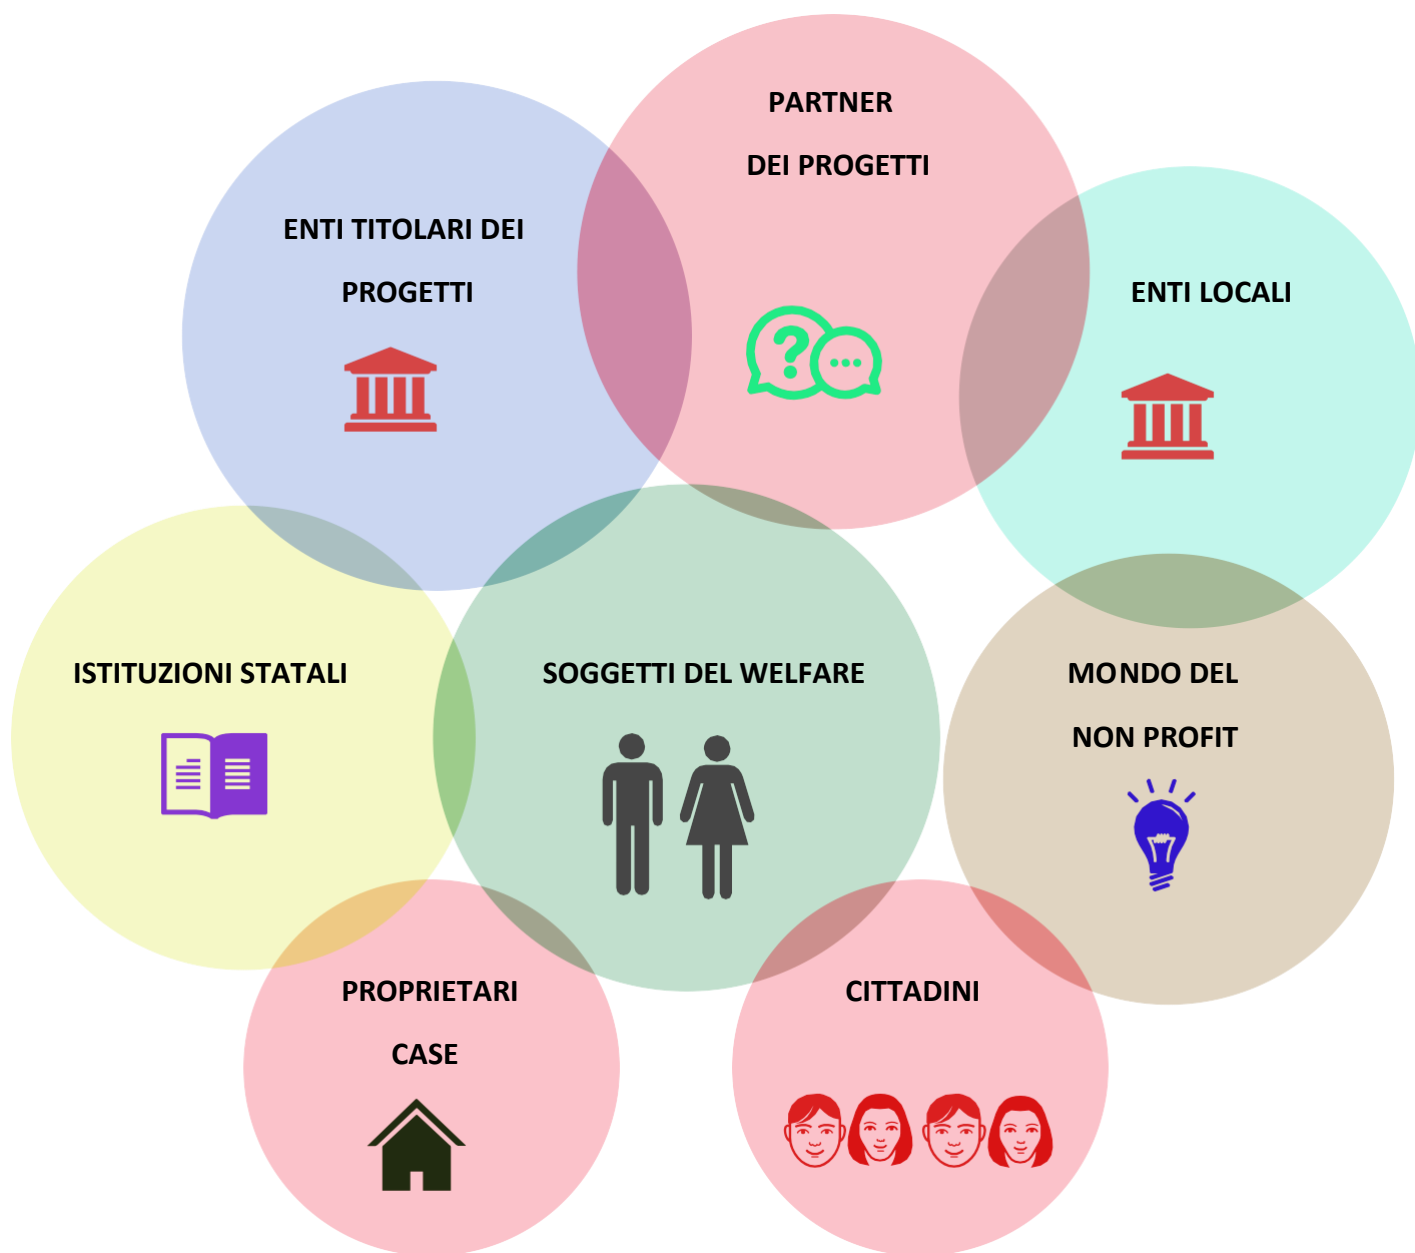 PARTNER
DEI PROGETTI
ENTI TITOLARI DEI
PROGETTI
ENTI LOCALI
ISTITUZIONI STATALI
SOGGETTI DEL WELFARE
MONDO DEL
NON PROFIT
PROPRIETARI
CASE
CITTADINI